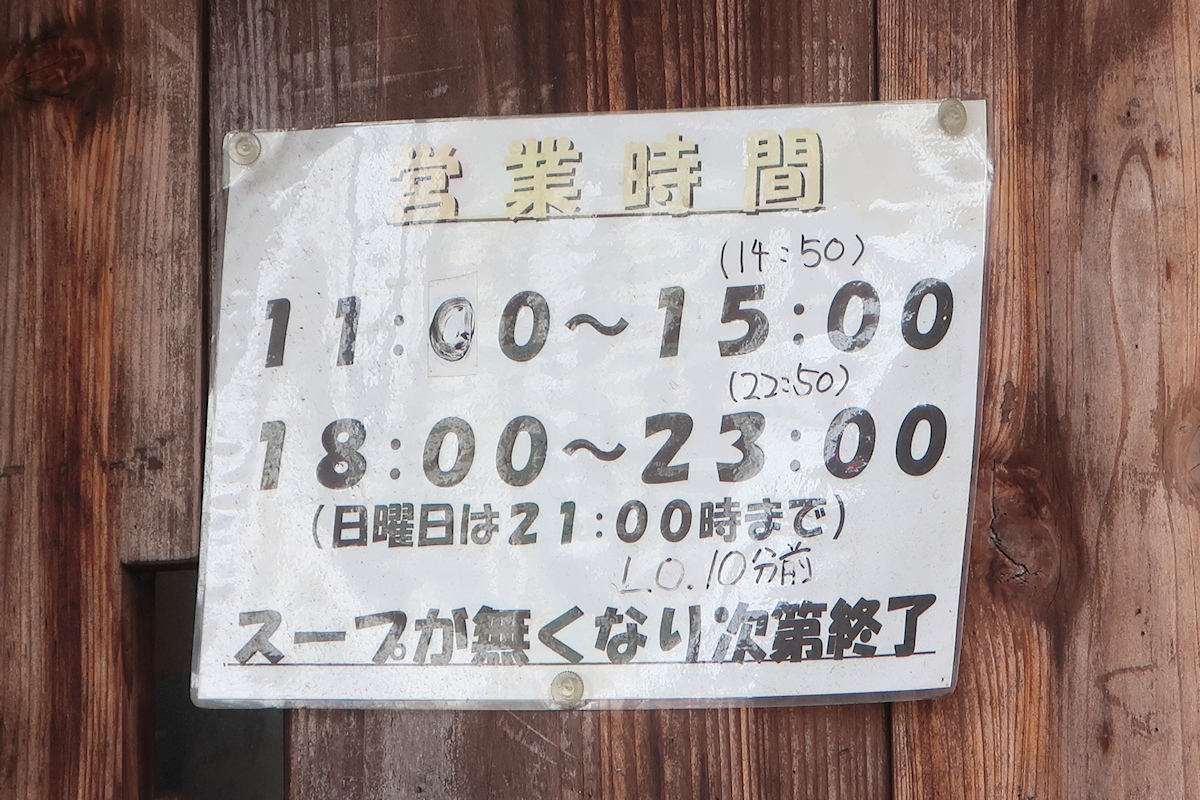 営業時間
(14:50)
11:00～15:00
(22:50)
18:00～23:00
(日曜日は21:00時まで)
L.O.10分前
スープが無くなり次第終了